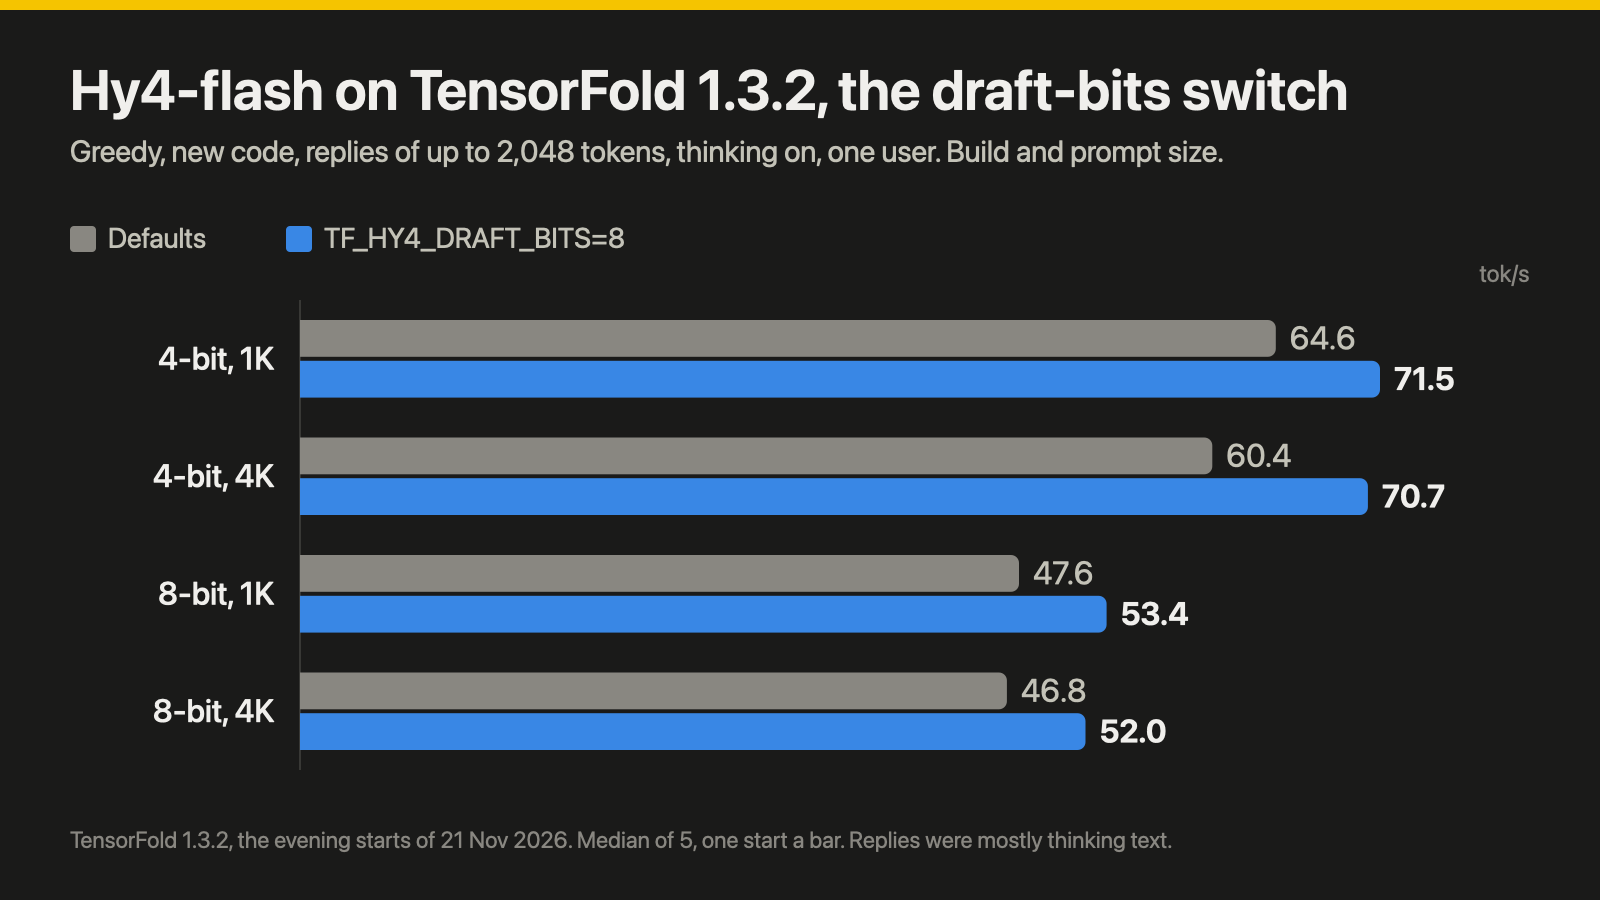 Hy4-flash on TensorFold 1.3.2, the draft-bits switch
Greedy, new code, replies of up to 2,048 tokens, thinking on, one user. Build and prompt size.
Defaults
TF_HY4_DRAFT_BITS=8
tok/s
4-bit, 1K
64.6
71.5
4-bit, 4K
60.4
70.7
8-bit, 1K
47.6
53.4
8-bit, 4K
46.8
52.0
TensorFold 1.3.2, the evening starts of 21 Nov 2026. Median of 5, one start a bar. Replies were mostly thinking text.